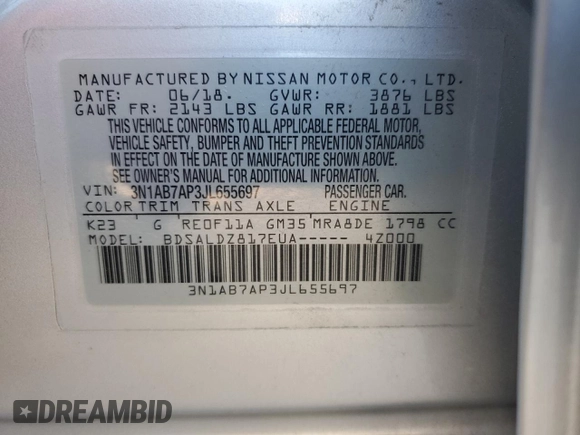 MANUFACTURED BY NISSAN MOTOR CO., LTD.
DATE: 06/18. GVWR: 3876 LBS
GAWR FR: 2143 LBS GAWR RR: 1881 LBS
THIS VEHICLE CONFORMS TO ALL APPLICABLE FEDERAL MOTOR,
VEHICLE SAFETY, BUMPER AND THEFT PREVENTION STANDARDS
IN EFFECT ON THE DATE OF MANUFACTURE SHOWN ABOVE.
SEE OWNER'S MANUAL FOR ADDITIONAL INFORMATION.
VIN: 3N1AB7AP3JL655697 PASSENGER CAR.
COLOR TRIM TRANS AXLE ENGINE
K23 G RE0F11A GM35 MRA8DE 1798 CC
MODEL: BDSALDZ817EUA----- 4Z000
3N1AB7AP3JL655697
DREAMBID